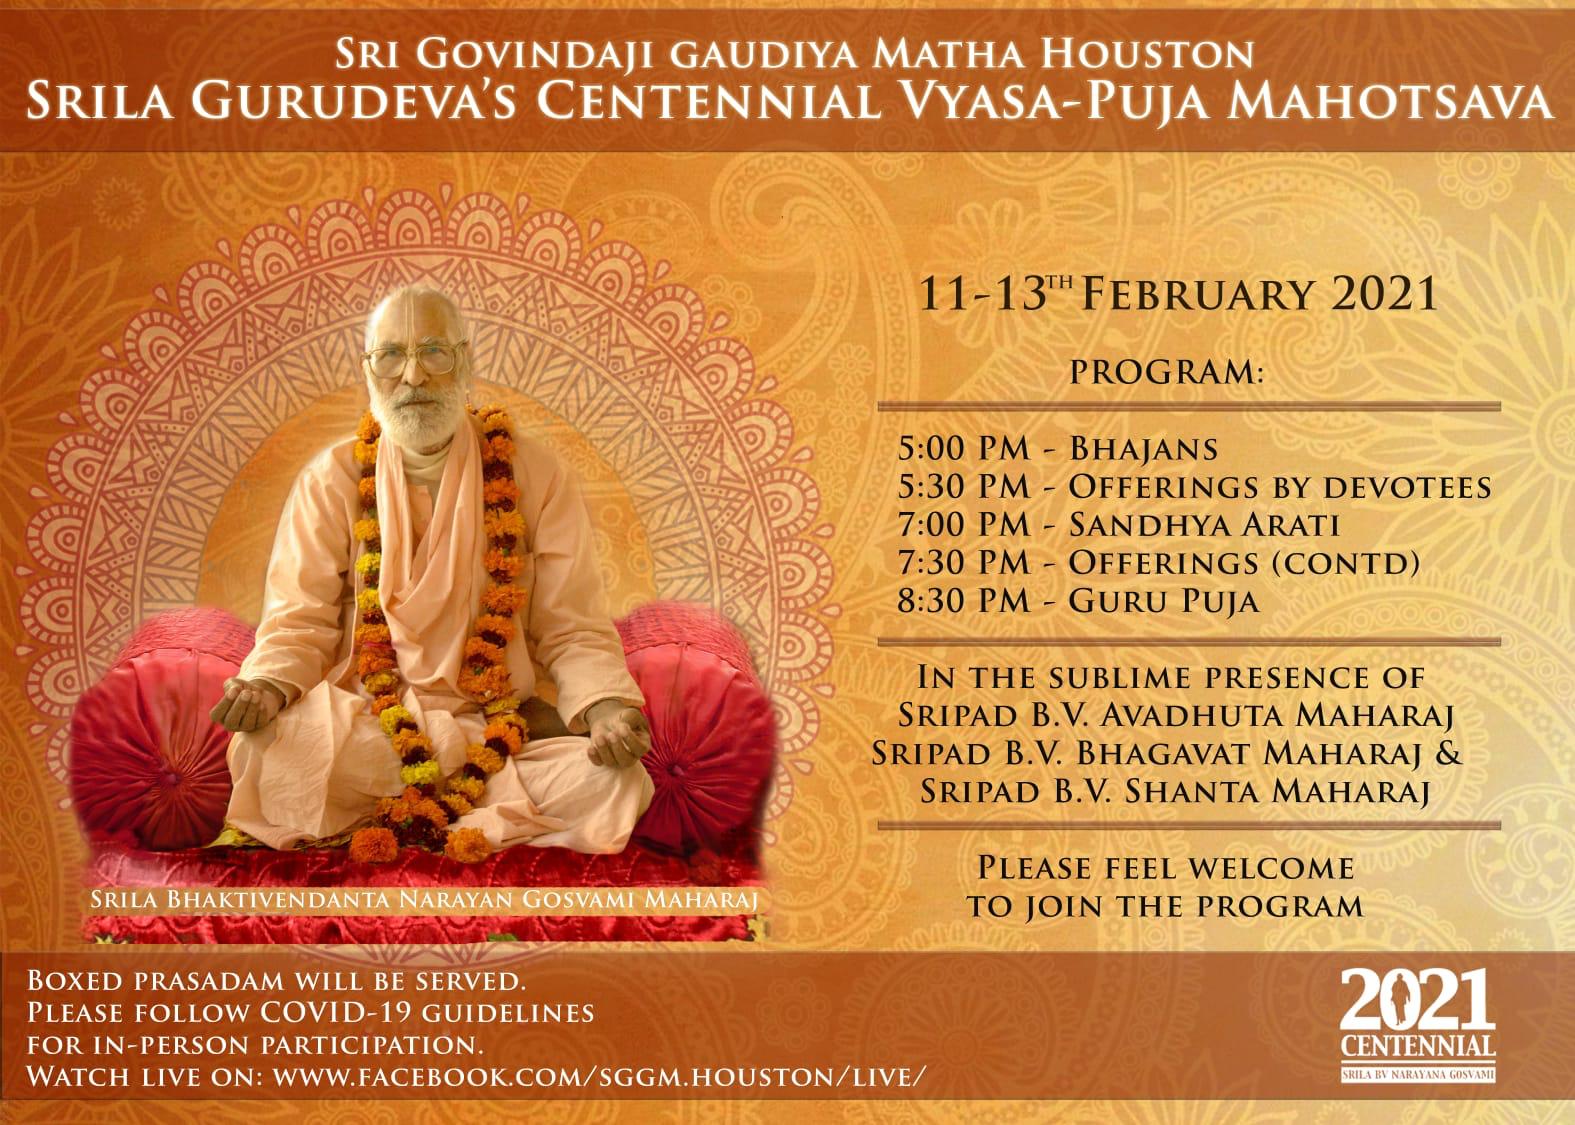 Sri Govindaji gaudiya Matha Houston
Srila Gurudeva's Centennial Vyasa-Puja Mahotsava
11-13th February 2021
program:
5:00 PM - Bhajans
5:30 PM - Offerings by devotees
7:00 PM - Sandhya Arati
7:30 PM - Offerings (contd)
8:30 PM - Guru Puja
In the sublime presence of
Sripad B.V. Avadhuta Maharaj
Sripad B.V. Bhagavat Maharaj &
Sripad B.V. Shanta Maharaj
Please feel welcome
to join the program
Srila Bhaktivendanta Narayan Gosvami Maharaj
Boxed prasadam will be served.
Please follow COVID-19 guidelines
for in-person participation.
Watch live on: www.facebook.com/sggm.houston/live/
2021
CENTENNIAL
SRILA BV NARAYANA GOSVAMI